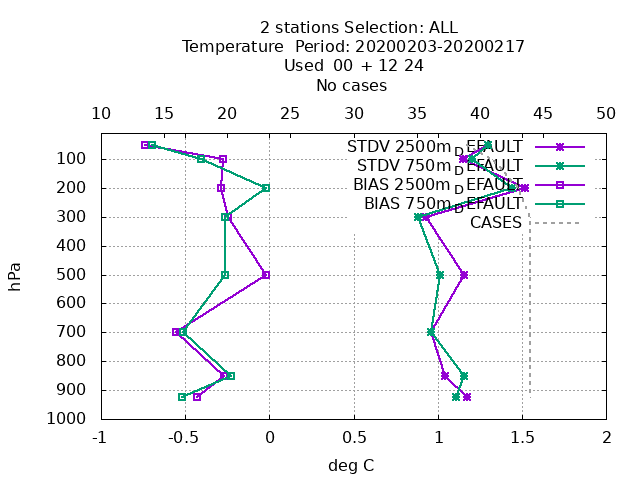 2 stations Selection: ALL
Temperature Period: 20200203-20200217
Used 00 + 12 24
No cases
10 15 20 25 30 35 40 45 50
STDV 2500m_DEFAULT
STDV 750m_DEFAULT
BIAS 2500m_DEFAULT
BIAS 750m_DEFAULT
CASES
100
200
300
400
500
600
700
800
900
1000
hPa
-1 -0.5 0 0.5 1 1.5 2
deg C